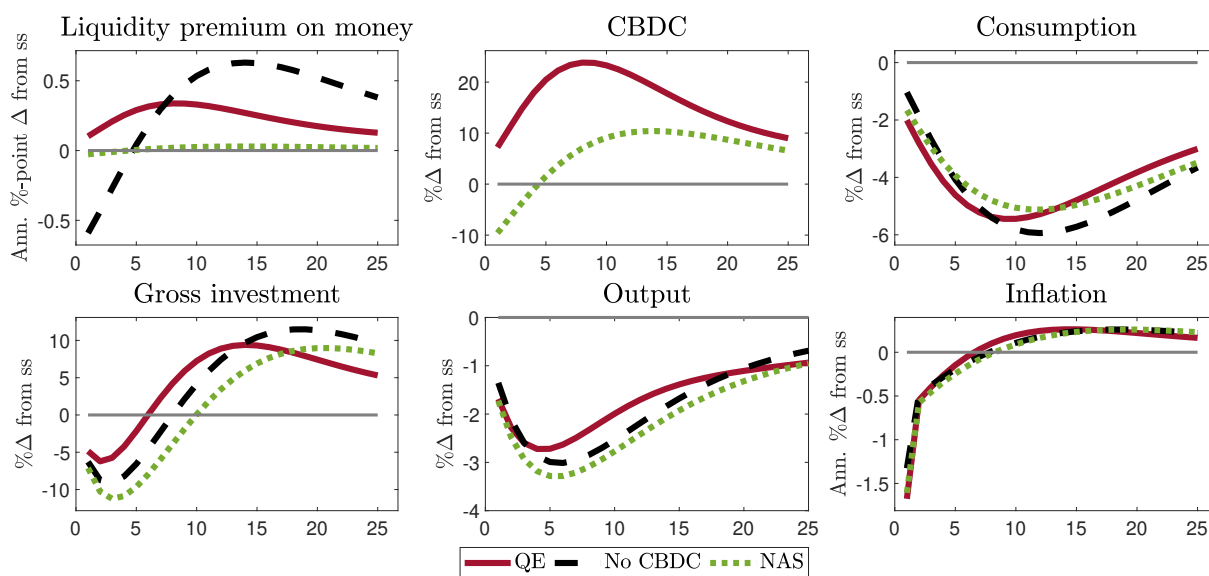 Liquidity premium on money
CBDC
Consumption
Ann. %-point Δ from ss
0.5
0
-0.5
0 5 10 15 20 25
%Δ from ss
20
10
0
-10
0 5 10 15 20 25
%Δ from ss
0
-2
-4
-6
0 5 10 15 20 25
Gross investment
Output
Inflation
%Δ from ss
10
5
0
-5
-10
0 5 10 15 20 25
%Δ from ss
0
-1
-2
-3
-4
0 5 10 15 20 25
Ann. %Δ from ss
0
-0.5
-1
-1.5
0 5 10 15 20 25
QE No CBDC NAS